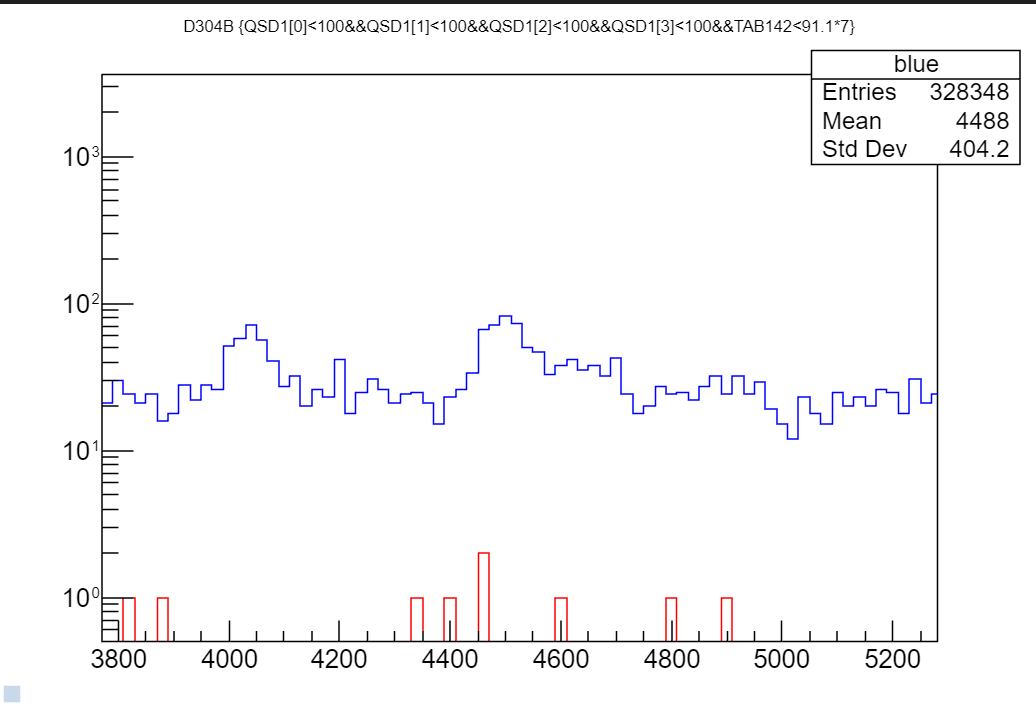 D304B {QSD1[0]<100&&QSD1[1]<100&&QSD1[2]<100&&QSD1[3]<100&&TAB142<91.1*7}
blue
Entries 328348
Mean 4488
Std Dev 404.2
10³
10²
10¹
10⁰
3800 4000 4200 4400 4600 4800 5000 5200